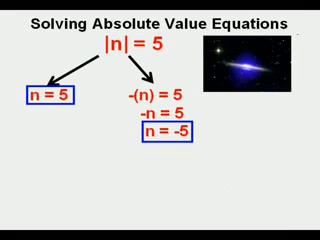 Solving Absolute Value Equations
|n| = 5
n = 5
-(n) = 5
-n = 5
n = -5